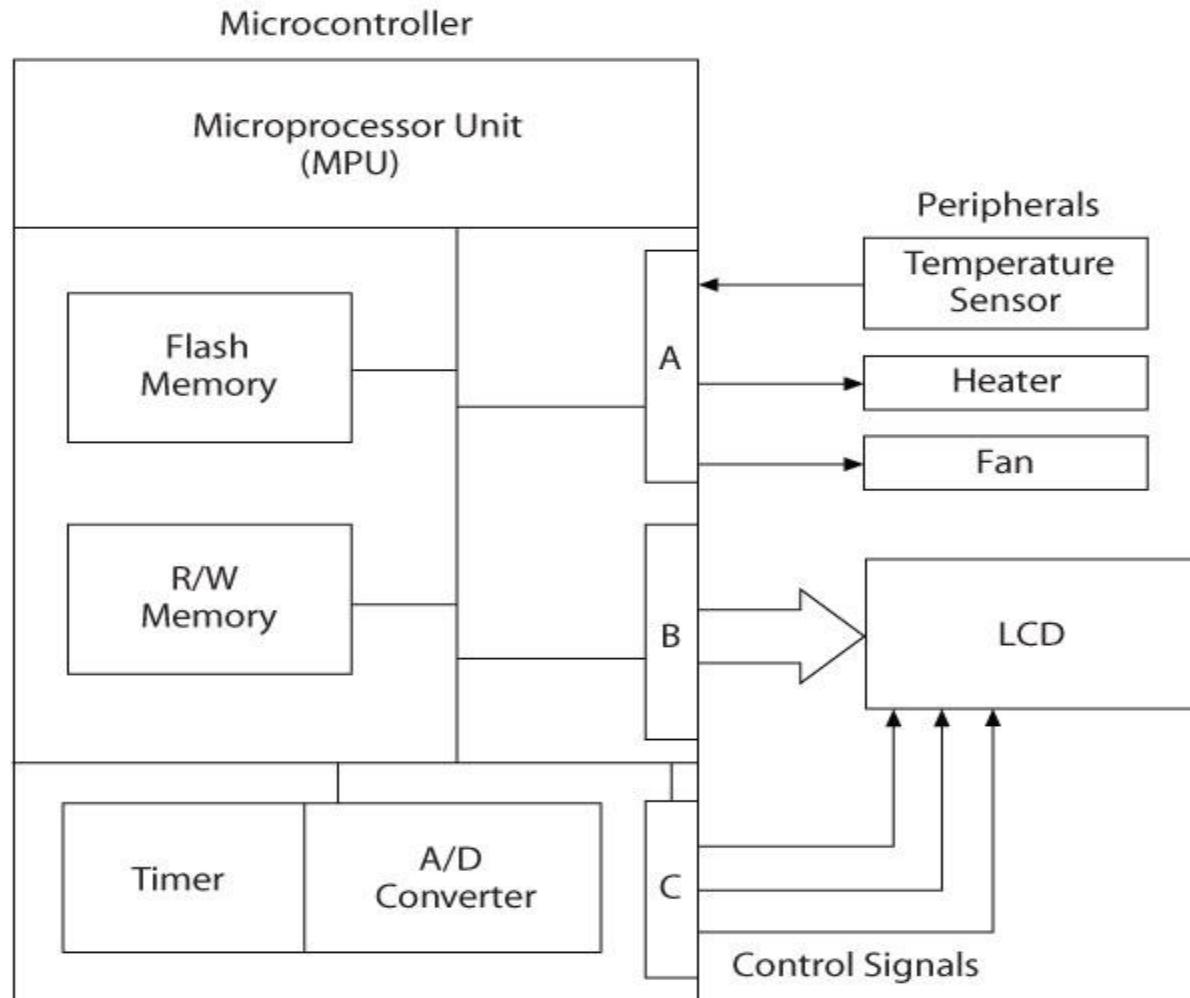 Microcontroller
Microprocessor Unit
(MPU)
Peripherals
Temperature
Sensor
Flash
Memory
A
Heater
Fan
R/W
Memory
B
LCD
Timer
A/D
Converter
C
Control Signals